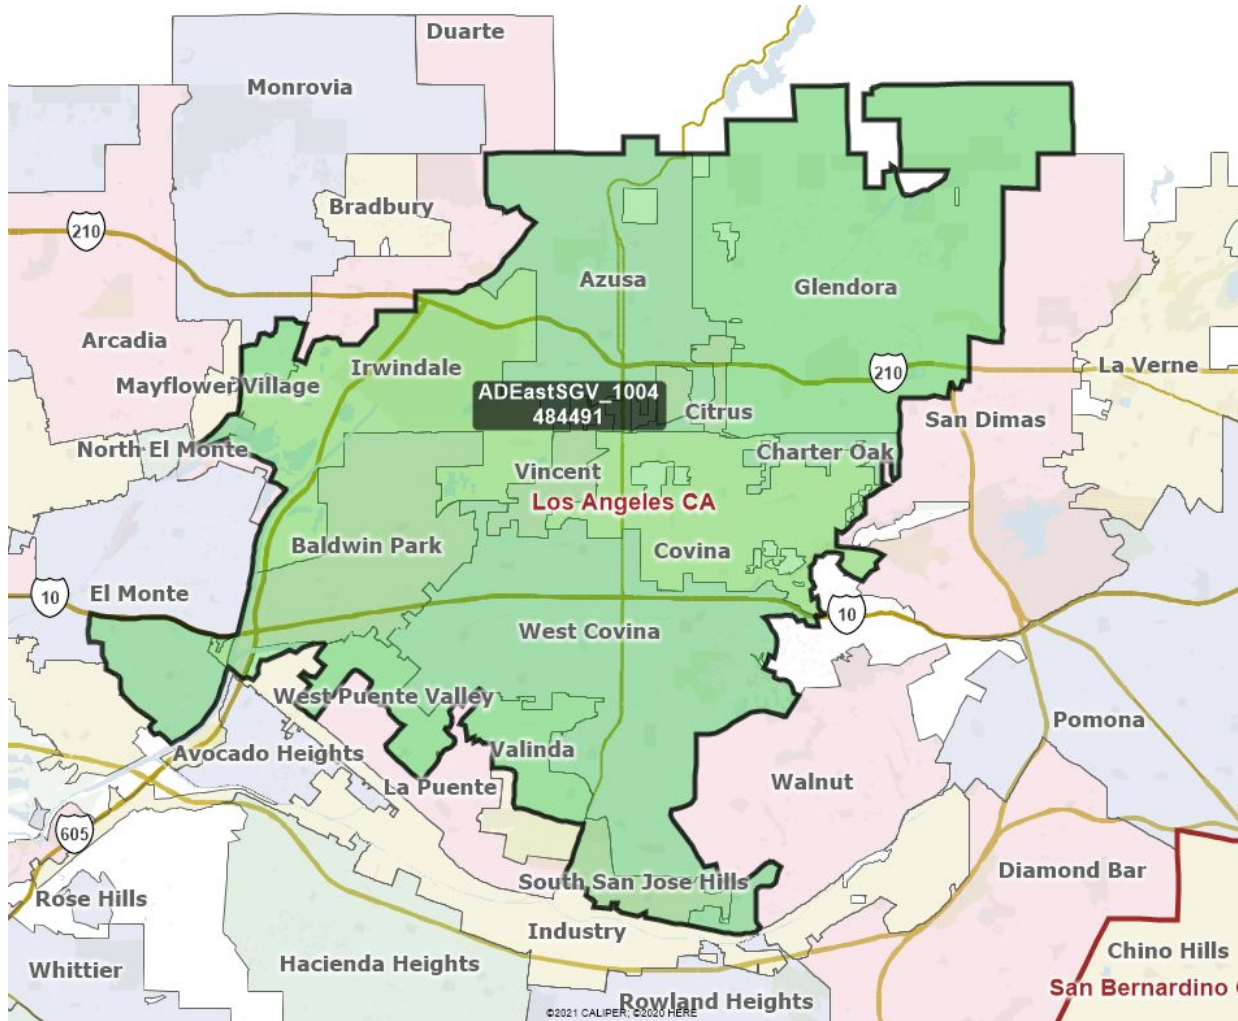 Duarte
Monrovia
Bradbury
210
Azusa
Glendora
Arcadia
Irwindale
Mayflower Village
La Verne
210
ADEastSGV_1004
484491
Citrus
San Dimas
North El Monte
Charter Oak
Vincent
Los Angeles CA
Baldwin Park
Covina
El Monte
10
10
West Covina
West Puente Valley
Pomona
Avocado Heights
Valinda
La Puente
Walnut
605
Diamond Bar
South San Jose Hills
Rose Hills
Industry
Chino Hills
Whittier
Hacienda Heights
San Bernardino
Rowland Heights
©2021 CALIPER; ©2020 HERE